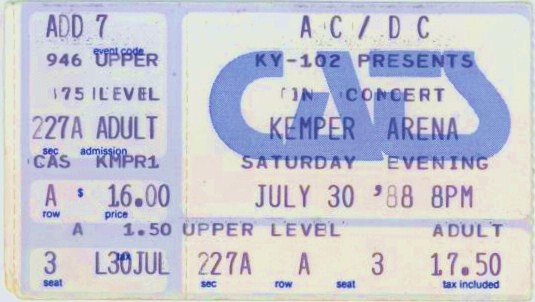 ADD 7
event code
946 UPPER
175 LEVEL
227A ADULT
sec admission
CAS KMPR1
A $ 16.00
row price
A 1.50
3 L30JUL
seat
AC/DC
KY-102 PRESENTS
IN CONCERT
CATS
KEMPER ARENA
SATURDAY EVENING
JULY 30 '88 8PM
UPPER LEVEL ADULT
227A A 3 17.50
sec row seat tax included